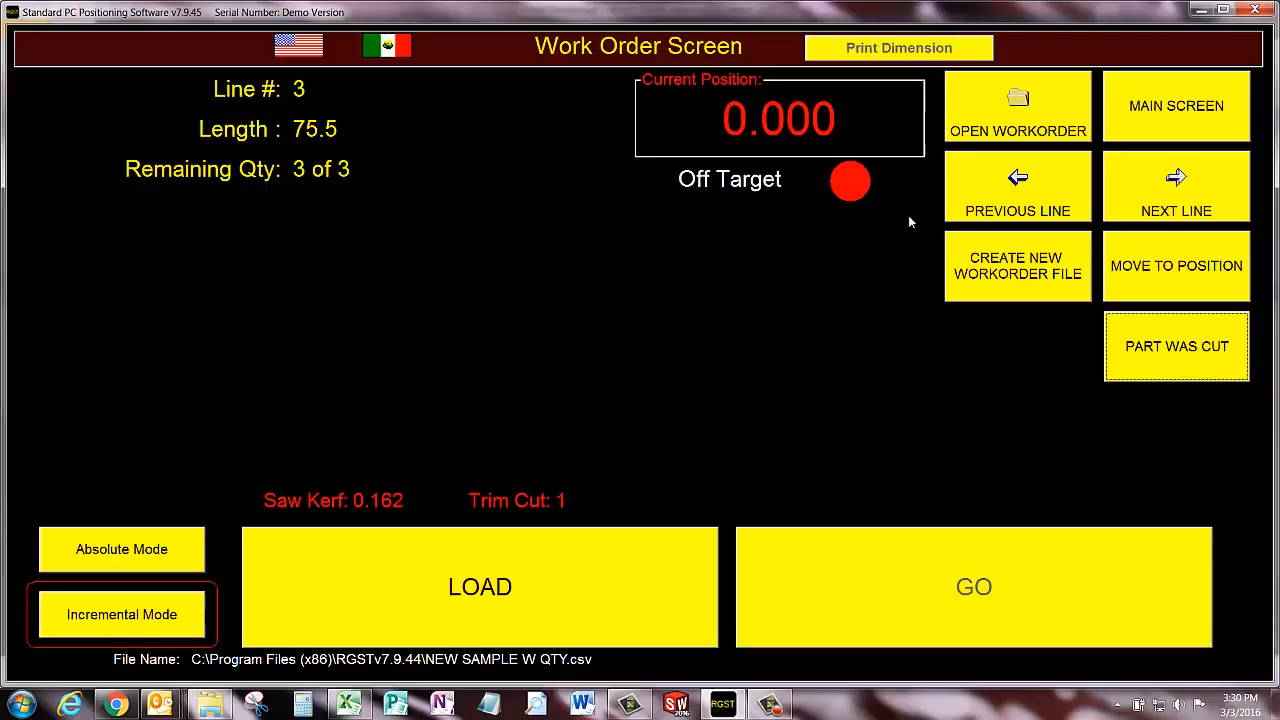 Standard PC Positioning Software v7.9.45 Serial Number: Demo Version
Work Order Screen
Print Dimension
Line #: 3
Length : 75.5
Remaining Qty: 3 of 3
Current Position:
0.000
Off Target
OPEN WORKORDER
MAIN SCREEN
PREVIOUS LINE
NEXT LINE
CREATE NEW
WORKORDER FILE
MOVE TO POSITION
PART WAS CUT
Saw Kerf: 0.162 Trim Cut: 1
Absolute Mode
Incremental Mode
LOAD
GO
File Name: C:\Program Files (x86)\RGSTv7.9.44\NEW SAMPLE W QTY.csv
RGST
SW
2016
3:30 PM
3/3/2016